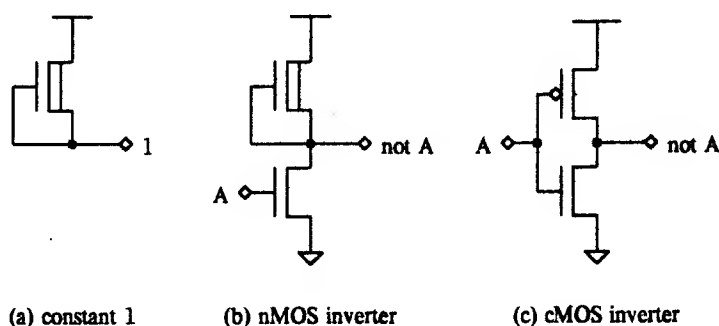 1
A
not A
A
not A
(a) constant 1
(b) nMOS inverter
(c) cMOS inverter